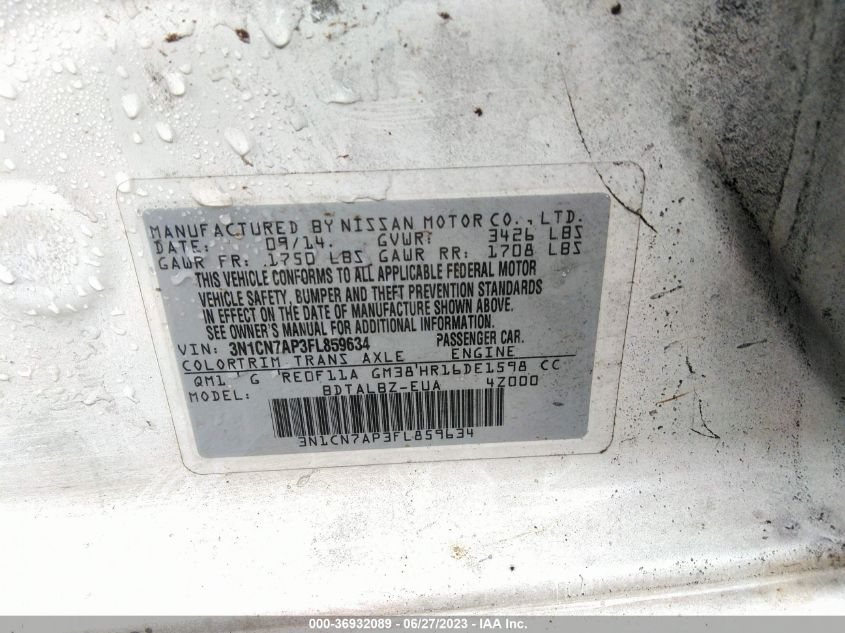 MANUFACTURED BY NISSAN MOTOR CO., LTD.
DATE: 09/14. GVWR: 3426 LBS
GAWR FR: 1750 LBS GAWR RR: 1708 LBS
THIS VEHICLE CONFORMS TO ALL APPLICABLE FEDERAL MOTOR
VEHICLE SAFETY, BUMPER AND THEFT PREVENTION STANDARDS
IN EFFECT ON THE DATE OF MANUFACTURE SHOWN ABOVE.
SEE OWNER'S MANUAL FOR ADDITIONAL INFORMATION.
VIN: 3N1CN7AP3FL859634 PASSENGER CAR.
COLOR TRIM TRANS AXLE ENGINE
QM1 G 'RE0F11A GM38'HR16DE1598 CC
MODEL: BDTALBZ-EUA 4Z000
3N1CN7AP3FL859634
000-36932089 - 06/27/2023 - IAA Inc.